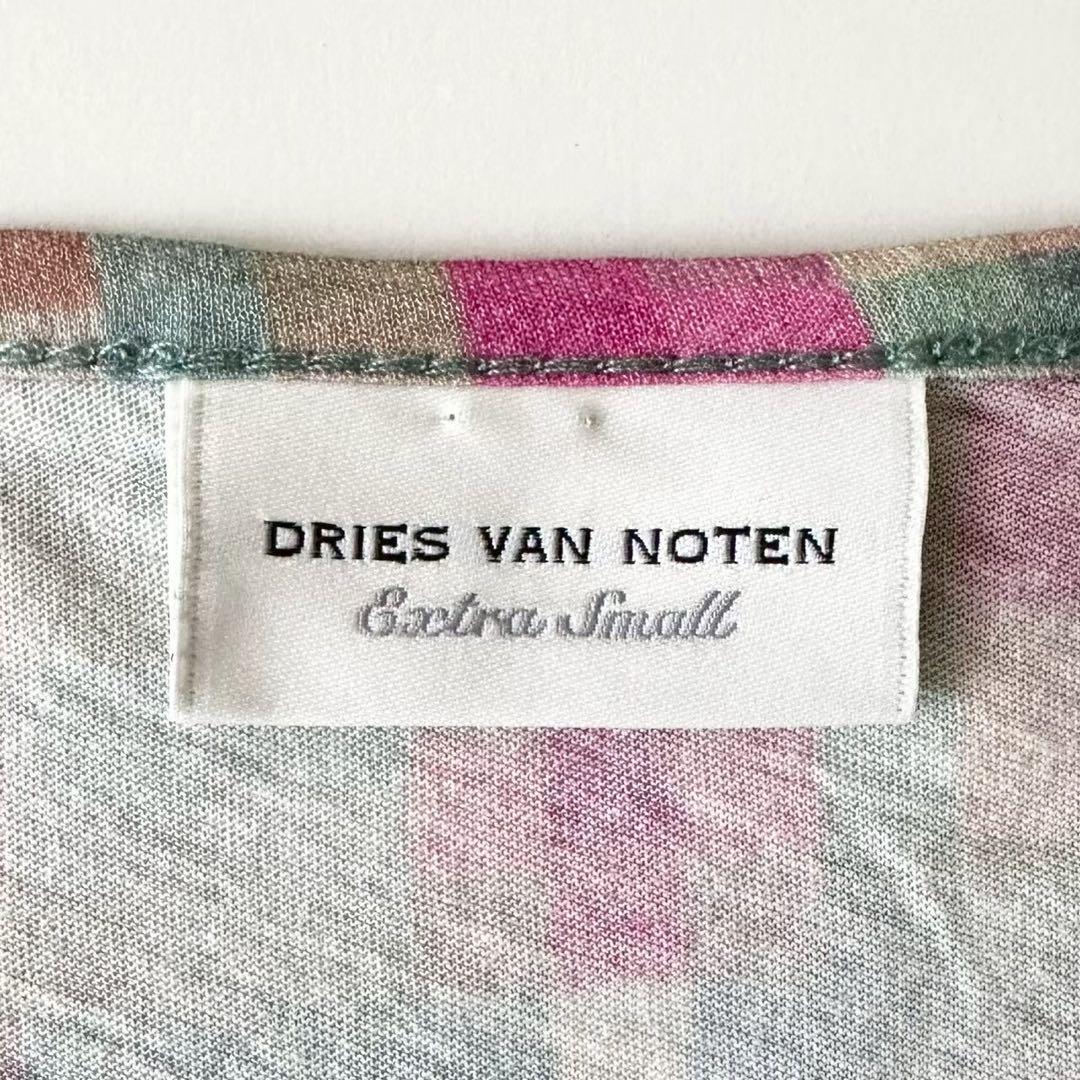 DRIES VAN NOTEN
Extra Small